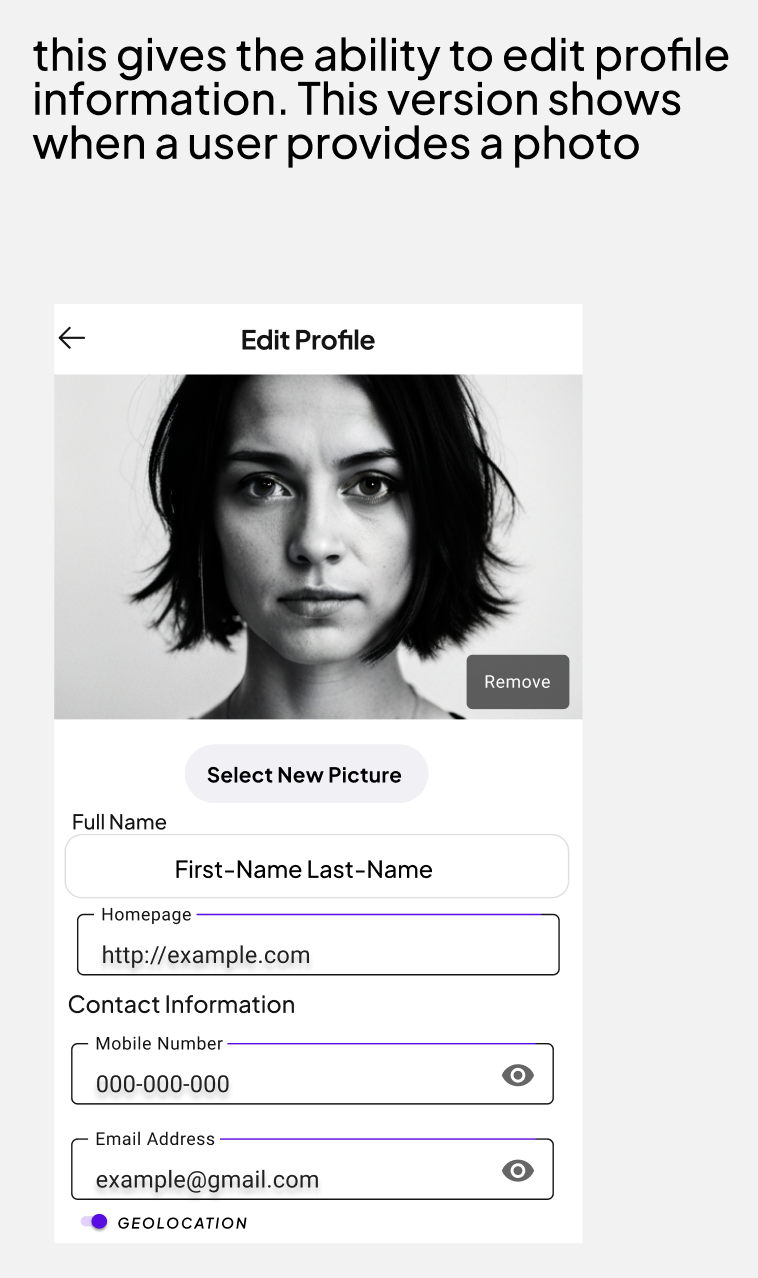 this gives the ability to edit profile
information. This version shows
when a user provides a photo
Edit Profile
Remove
Select New Picture
Full Name
First-Name Last-Name
Homepage
http://example.com
Contact Information
Mobile Number
000-000-000
Email Address
example@gmail.com
GEOLOCATION